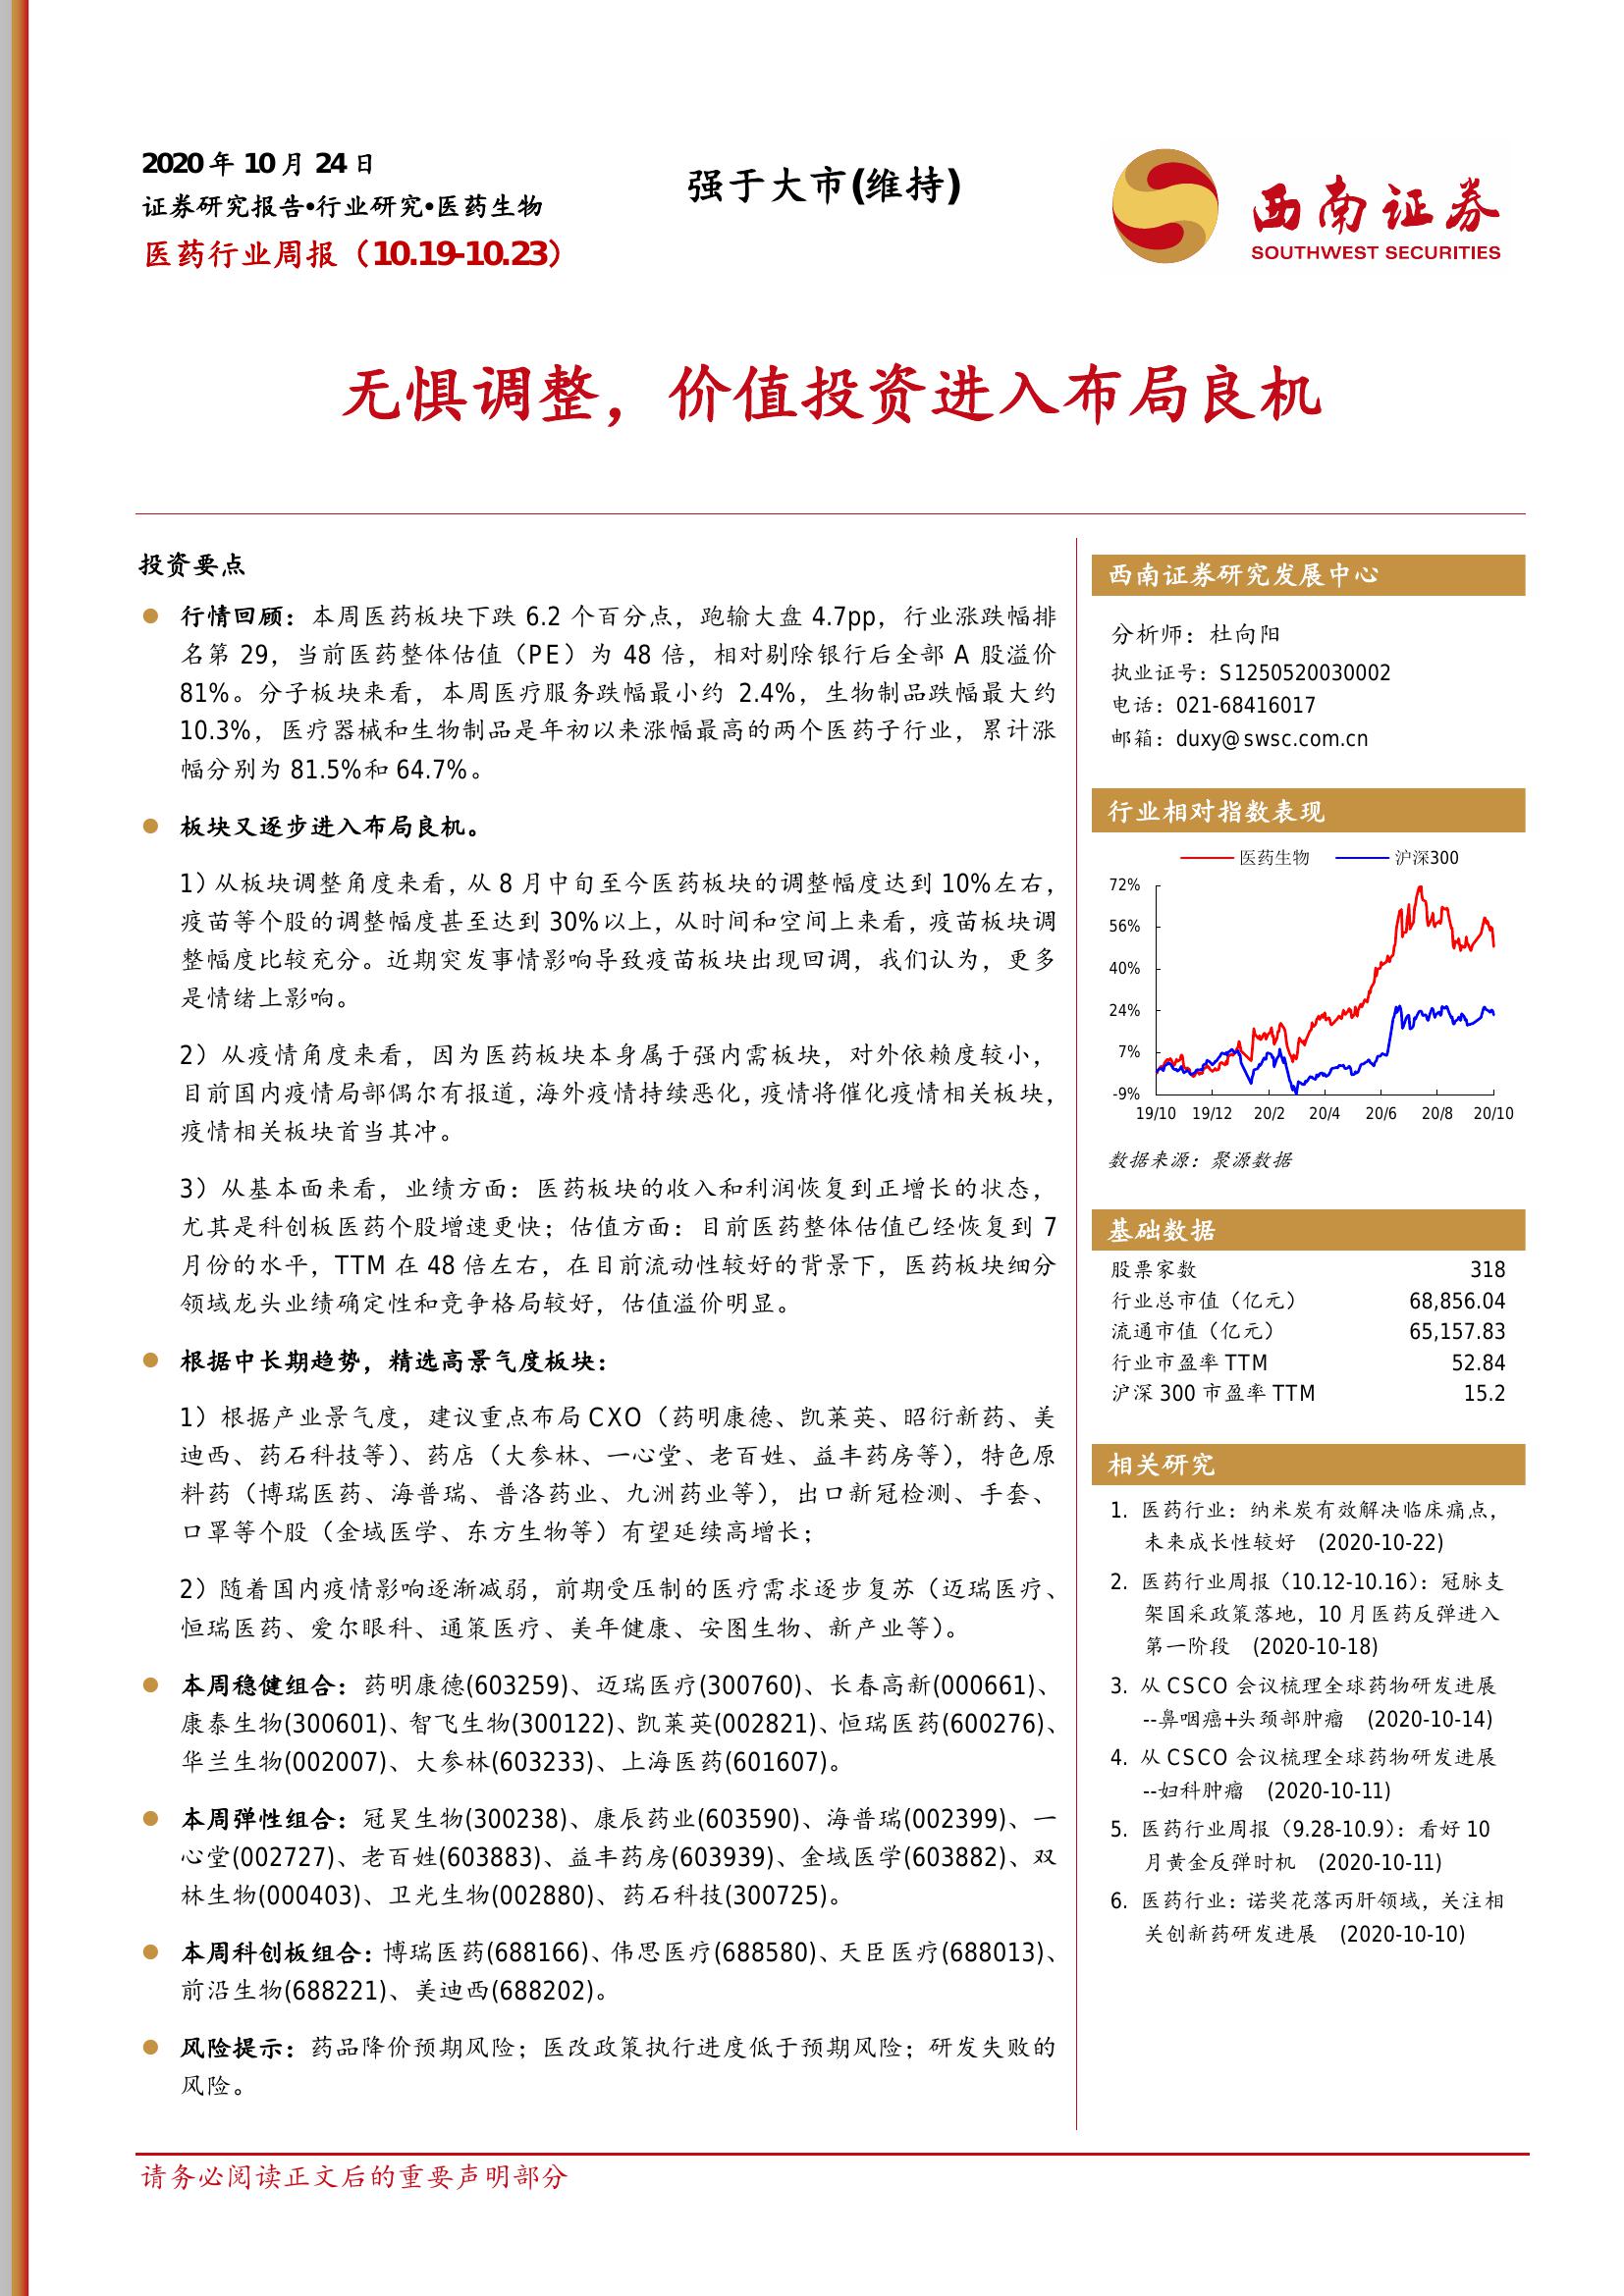 2020 年 10 月 24 日
证券研究报告•行业研究•医药生物
医药行业周报（10.19-10.23）
强于大市(维持)
西南证券
SOUTHWEST SECURITIES
无惧调整，价值投资进入布局良机
投资要点
行情回顾：本周医药板块下跌 6.2 个百分点，跑输大盘 4.7pp，行业涨跌幅排
名第 29，当前医药整体估值（PE）为 48 倍，相对剔除银行后全部 A 股溢价
81%。分子板块来看，本周医疗服务跌幅最小约 2.4%，生物制品跌幅最大约
10.3%，医疗器械和生物制品是年初以来涨幅最高的两个医药子行业，累计涨
幅分别为 81.5%和 64.7%。
板块又逐步进入布局良机。
1）从板块调整角度来看，从 8 月中旬至今医药板块的调整幅度达到 10%左右，
疫苗等个股的调整幅度甚至达到 30%以上，从时间和空间上来看，疫苗板块调
整幅度比较充分。近期突发事情影响导致疫苗板块出现回调，我们认为，更多
是情绪上影响。
2）从疫情角度来看，因为医药板块本身属于强内需板块，对外依赖度较小，
目前国内疫情局部偶尔有报道，海外疫情持续恶化，疫情将催化疫情相关板块，
疫情相关板块首当其冲。
3）从基本面来看，业绩方面：医药板块的收入和利润恢复到正增长的状态，
尤其是科创板医药个股增速更快；估值方面：目前医药整体估值已经恢复到 7
月份的水平，TTM 在 48 倍左右，在目前流动性较好的背景下，医药板块细分
领域龙头业绩确定性和竞争格局较好，估值溢价明显。
根据中长期趋势，精选高景气度板块：
1）根据产业景气度，建议重点布局 CXO（药明康德、凯莱英、昭衍新药、美
迪西、药石科技等）、药店（大参林、一心堂、老百姓、益丰药房等），特色原
料药（博瑞医药、海普瑞、普洛药业、九洲药业等），出口新冠检测、手套、
口罩等个股（金域医学、东方生物等）有望延续高增长；
2）随着国内疫情影响逐渐减弱，前期受压制的医疗需求逐步复苏（迈瑞医疗、
恒瑞医药、爱尔眼科、通策医疗、美年健康、安图生物、新产业等）。
本周稳健组合：药明康德(603259)、迈瑞医疗(300760)、长春高新(000661)、
康泰生物(300601)、智飞生物(300122)、凯莱英(002821)、恒瑞医药(600276)、
华兰生物(002007)、大参林(603233)、上海医药(601607)。
本周弹性组合：冠昊生物(300238)、康辰药业(603590)、海普瑞(002399)、一
心堂(002727)、老百姓(603883)、益丰药房(603939)、金域医学(603882)、双
林生物(000403)、卫光生物(002880)、药石科技(300725)。
本周科创板组合：博瑞医药(688166)、伟思医疗(688580)、天臣医疗(688013)、
前沿生物(688221)、美迪西(688202)。
风险提示：药品降价预期风险；医改政策执行进度低于预期风险；研发失败的
风险。
西南证券研究发展中心
分析师：杜向阳
执业证号：S1250520030002
电话：021-68416017
邮箱：duxy@swsc.com.cn
行业相对指数表现
医药生物 沪深300
72%
56%
40%
24%
7%
-9%
19/10 19/12 20/2 20/4 20/6 20/8 20/10
数据来源：聚源数据
基础数据
股票家数 318
行业总市值（亿元） 68,856.04
流通市值（亿元） 65,157.83
行业市盈率 TTM 52.84
沪深 300 市盈率 TTM 15.2
相关研究
1. 医药行业：纳米炭有效解决临床痛点，
未来成长性较好 (2020-10-22)
2. 医药行业周报（10.12-10.16）：冠脉支
架国采政策落地，10 月医药反弹进入
第一阶段 (2020-10-18)
3. 从 CSCO 会议梳理全球药物研发进展
--鼻咽癌+头颈部肿瘤 (2020-10-14)
4. 从 CSCO 会议梳理全球药物研发进展
--妇科肿瘤 (2020-10-11)
5. 医药行业周报（9.28-10.9）：看好 10
月黄金反弹时机 (2020-10-11)
6. 医药行业：诺奖花落丙肝领域，关注相
关创新药研发进展 (2020-10-10)
请务必阅读正文后的重要声明部分